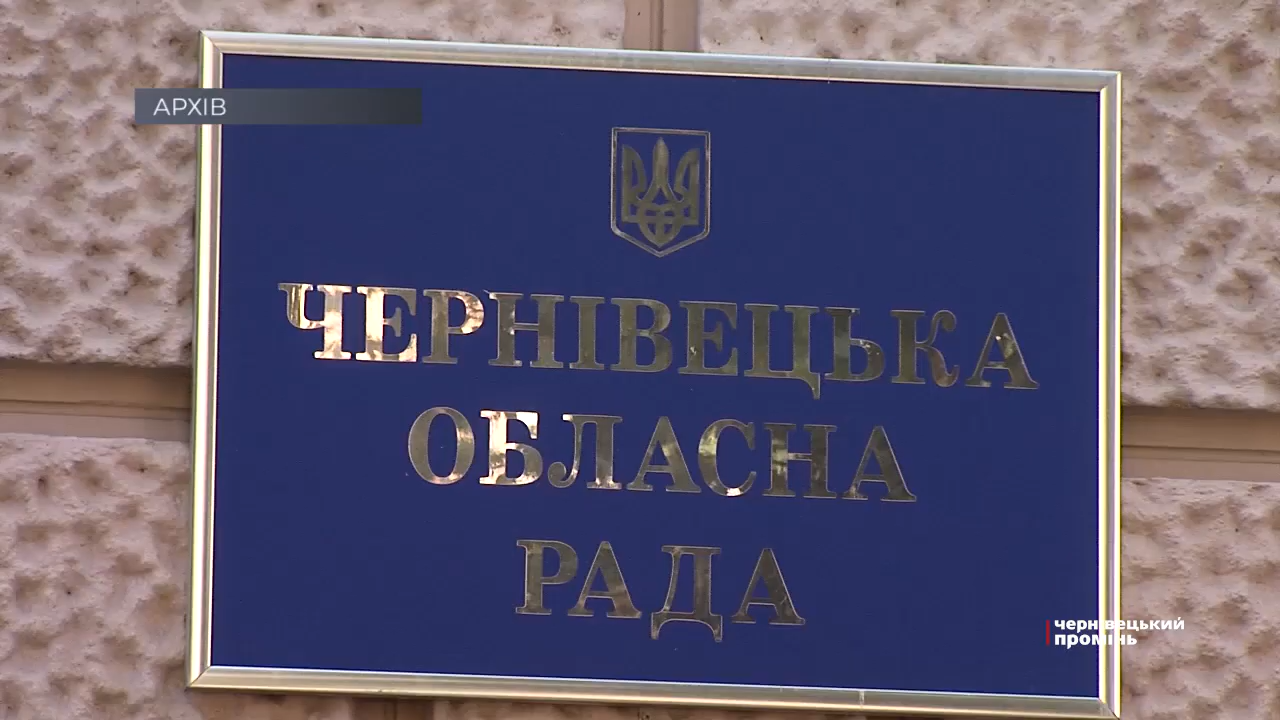 АРХІВ
ЧЕРНІВЕЦЬКА
ОБЛАСНА
РАДА
чернівецький
промінь